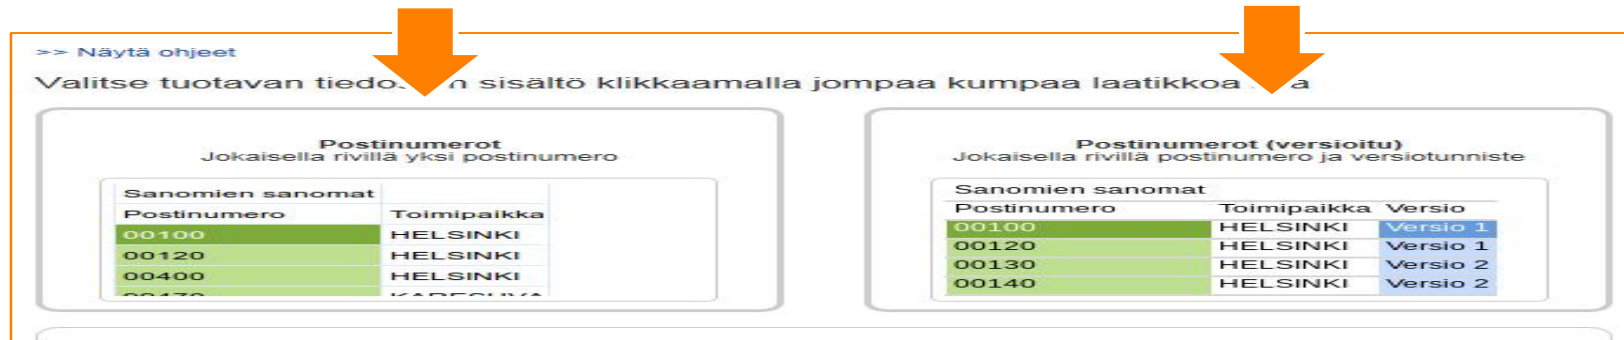 >> Näytä ohjeet
Valitse tuotavan sisältö klikkaamalla jompaa kumpaa laatikkoa
Postinumerot
Jokaisella rivillä yksi postinumero
Sanomien sanomat
Postinumero Toimipaikka
00100 HELSINKI
00120 HELSINKI
00400 HELSINKI
Postinumerot (versioitu)
Jokaisella rivillä postinumero ja versiotunniste
Sanomien sanomat
Postinumero Toimipaikka Versio
00100 HELSINKI Versio 1
00120 HELSINKI Versio 1
00130 HELSINKI Versio 2
00140 HELSINKI Versio 2